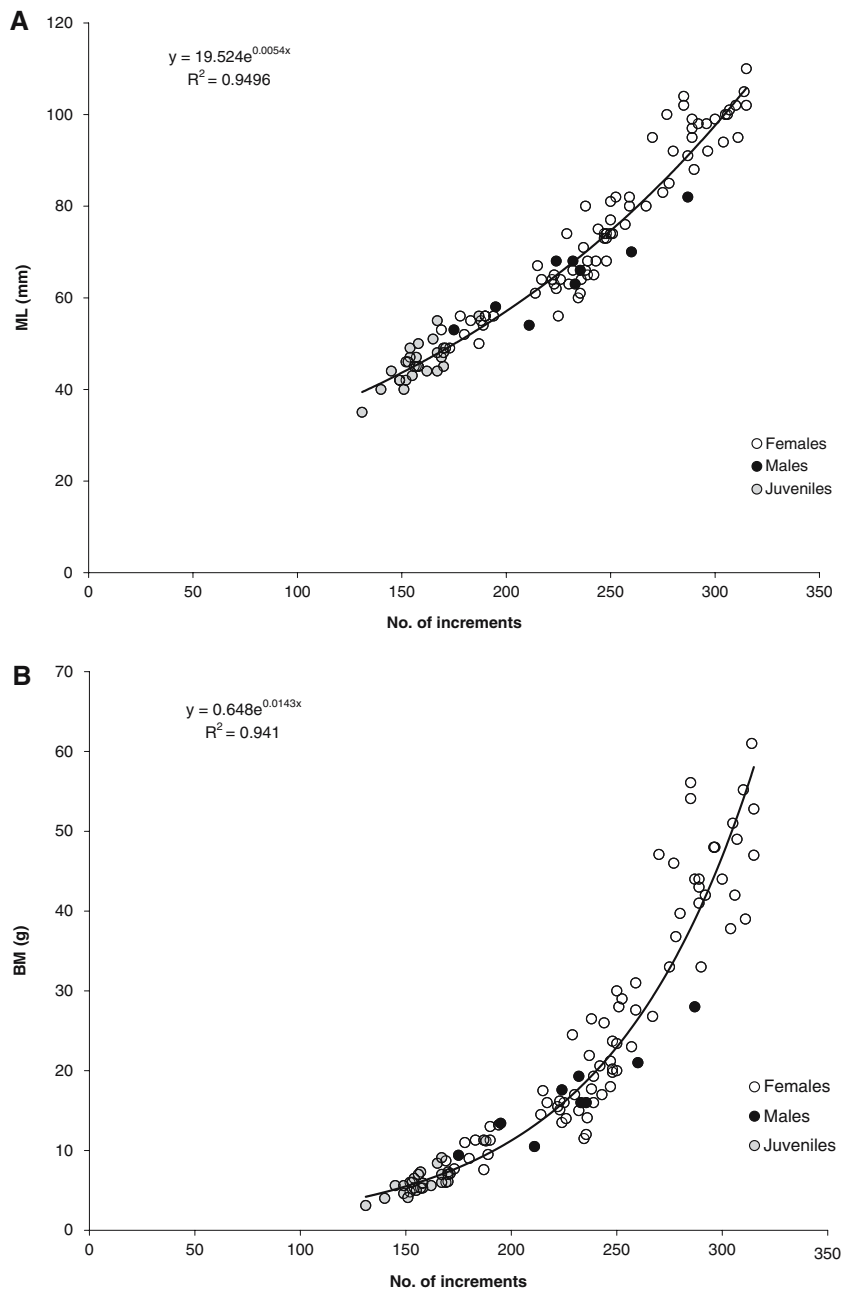 A
120
y = 19.524e^0.0054x
R² = 0.9496
100
80
ML (mm)
60
40
Females
Males
20
Juveniles
0
0 50 100 150 200 250 300 350
No. of increments
B
70
y = 0.648e^0.0143x
R² = 0.941
60
50
40
BM (g)
30
20
Females
Males
10
Juveniles
0
0 50 100 150 200 250 300 350
No. of increments